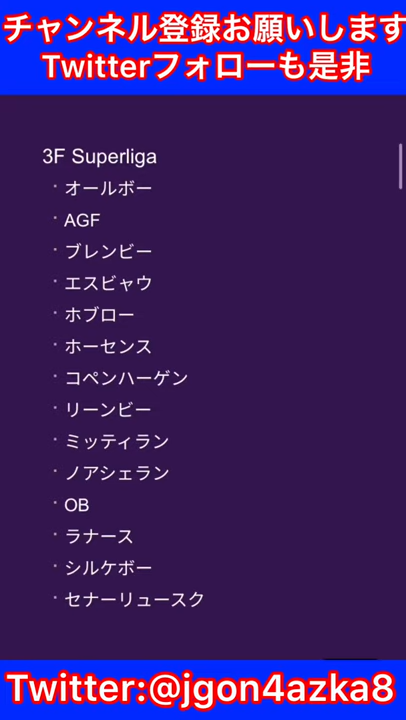 チャンネル登録お願いします
Twitterフォローも是非
3F Superliga
・オールボー
・AGF
・ブレンビー
・エスビャウ
・ホブロー
・ホーセンス
・コペンハーゲン
・リーンビー
・ミッティラン
・ノアシェラン
・OB
・ラナース
・シルケボー
・セナーリュースク
Twitter:@jgon4azka8